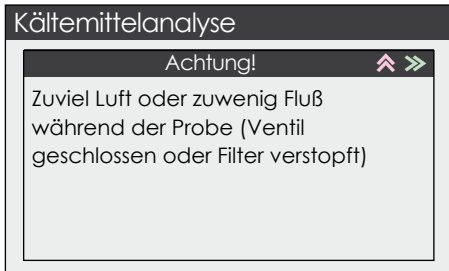 Kältemittelanalyse
Achtung!
Zuviel Luft oder zuwenig Fluß
während der Probe (Ventil
geschlossen oder Filter verstopft)